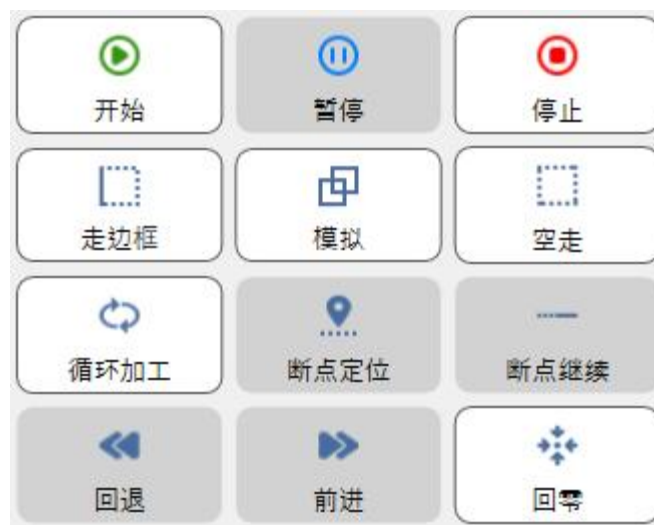 开始
暂停
停止
走边框
模拟
空走
循环加工
断点定位
断点继续
回退
前进
回零